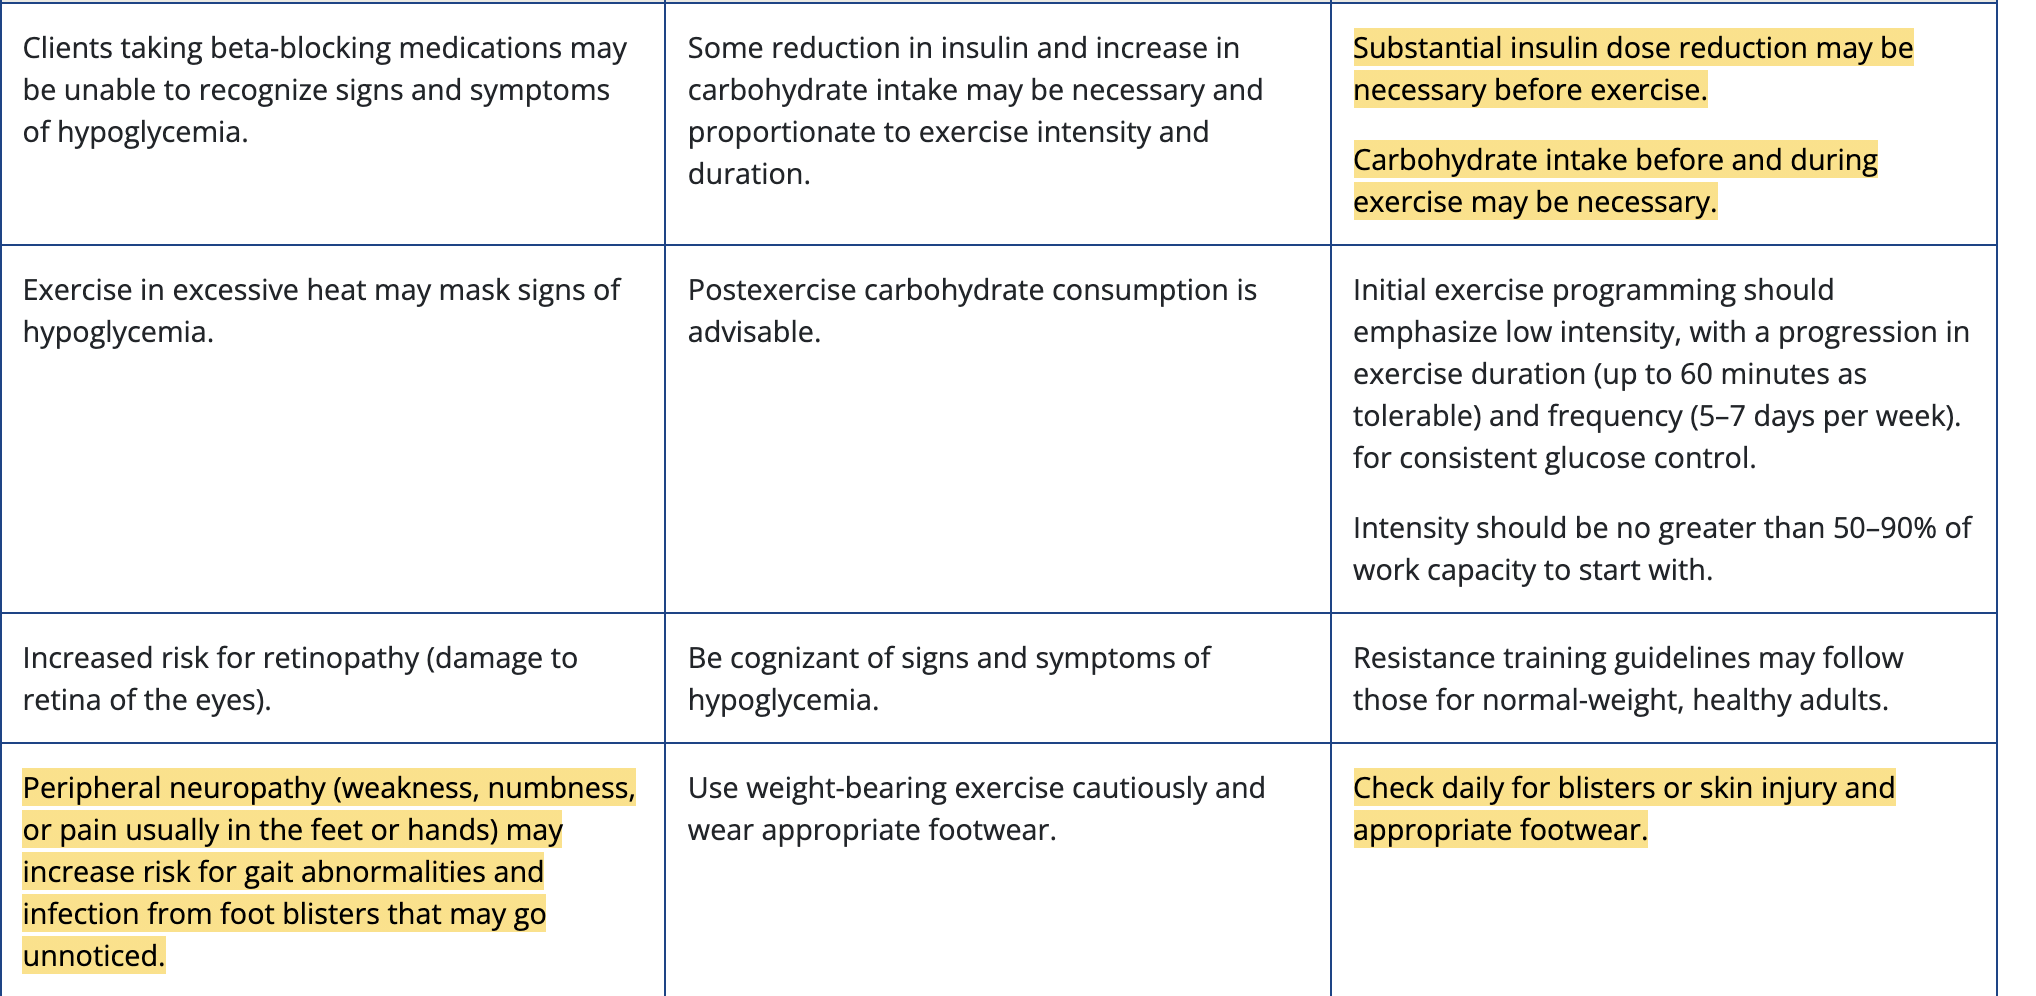 Clients taking beta-blocking medications may
be unable to recognize signs and symptoms
of hypoglycemia.
Some reduction in insulin and increase in
carbohydrate intake may be necessary and
proportionate to exercise intensity and
duration.
Substantial insulin dose reduction may be
necessary before exercise.
Carbohydrate intake before and during
exercise may be necessary.
Exercise in excessive heat may mask signs of
hypoglycemia.
Postexercise carbohydrate consumption is
advisable.
Initial exercise programming should
emphasize low intensity, with a progression in
exercise duration (up to 60 minutes as
tolerable) and frequency (5–7 days per week).
for consistent glucose control.
Intensity should be no greater than 50–90% of
work capacity to start with.
Increased risk for retinopathy (damage to
retina of the eyes).
Be cognizant of signs and symptoms of
hypoglycemia.
Resistance training guidelines may follow
those for normal-weight, healthy adults.
Peripheral neuropathy (weakness, numbness,
or pain usually in the feet or hands) may
increase risk for gait abnormalities and
infection from foot blisters that may go
unnoticed.
Use weight-bearing exercise cautiously and
wear appropriate footwear.
Check daily for blisters or skin injury and
appropriate footwear.